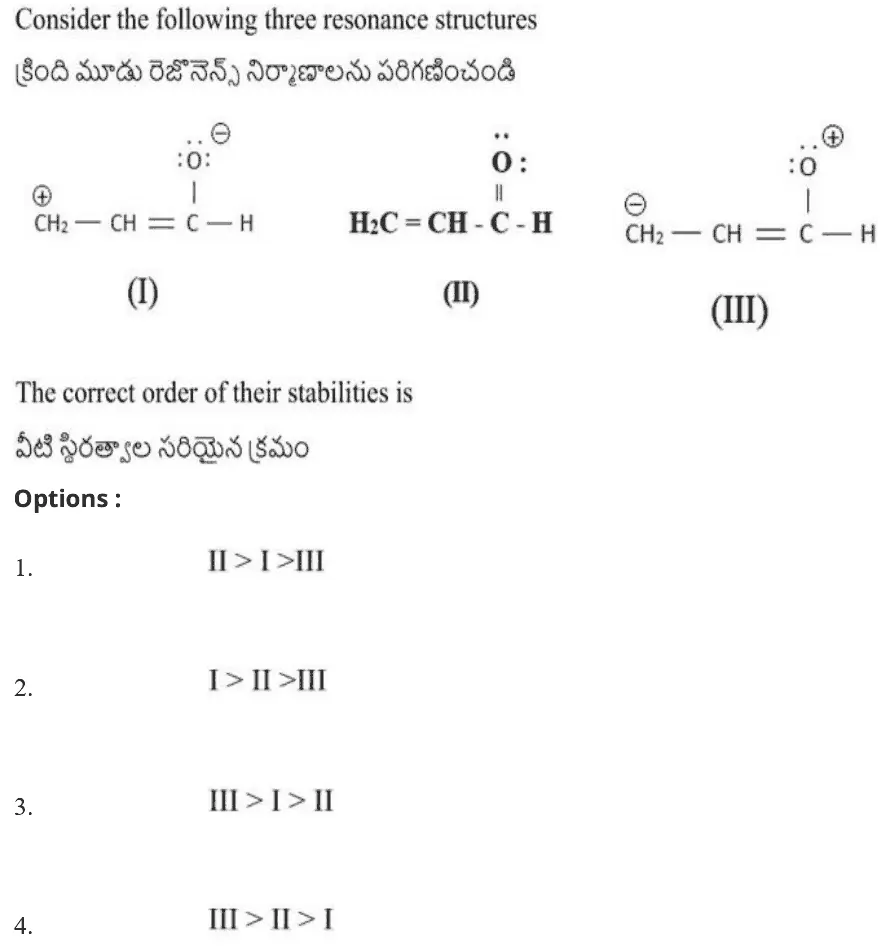 Consider the following three resonance structures
క్రింది మూడు రెజొనెన్స్ నిర్మాణాలను పరిగణించండి
⊕ CH₂ — CH = C — H
:Ö: ⊖
(I)
H₂C = CH - C - H
Ö :
(II)
⊖ CH₂ — CH = C — H
:Ö ⊕
(III)
The correct order of their stabilities is
వీటి స్థిరత్వాల సరియైన క్రమం
Options :
1. II > I >III
2. I > II >III
3. III > I > II
4. III > II > I